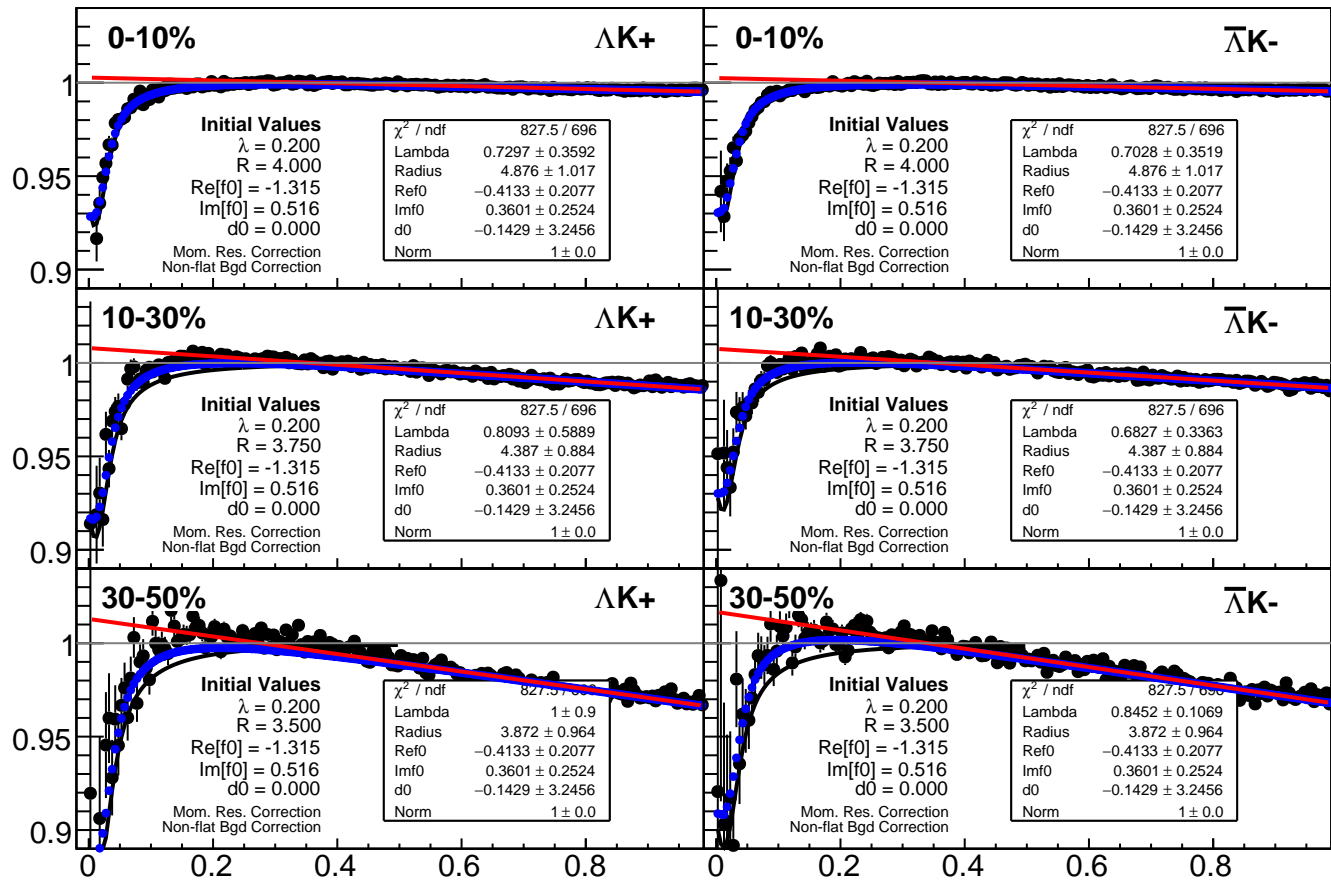 0-10%
ΛK+
1
0.95
0.9
Initial Values
λ = 0.200
R = 4.000
Re[f0] = -1.315
Im[f0] = 0.516
d0 = 0.000
Mom. Res. Correction
Non-flat Bgd Correction
χ² / ndf 827.5 / 696
Lambda 0.7297 ± 0.3592
Radius 4.876 ± 1.017
Ref0 −0.4133 ± 0.2077
Imf0 0.3601 ± 0.2524
d0 −0.1429 ± 3.2456
Norm 1 ± 0.0
0-10%
Λ̅K-
Initial Values
λ = 0.200
R = 4.000
Re[f0] = -1.315
Im[f0] = 0.516
d0 = 0.000
Mom. Res. Correction
Non-flat Bgd Correction
χ² / ndf 827.5 / 696
Lambda 0.7028 ± 0.3519
Radius 4.876 ± 1.017
Ref0 −0.4133 ± 0.2077
Imf0 0.3601 ± 0.2524
d0 −0.1429 ± 3.2456
Norm 1 ± 0.0
10-30%
ΛK+
1
0.95
0.9
Initial Values
λ = 0.200
R = 3.750
Re[f0] = -1.315
Im[f0] = 0.516
d0 = 0.000
Mom. Res. Correction
Non-flat Bgd Correction
χ² / ndf 827.5 / 696
Lambda 0.8093 ± 0.5889
Radius 4.387 ± 0.884
Ref0 −0.4133 ± 0.2077
Imf0 0.3601 ± 0.2524
d0 −0.1429 ± 3.2456
Norm 1 ± 0.0
10-30%
Λ̅K-
Initial Values
λ = 0.200
R = 3.750
Re[f0] = -1.315
Im[f0] = 0.516
d0 = 0.000
Mom. Res. Correction
Non-flat Bgd Correction
χ² / ndf 827.5 / 696
Lambda 0.6827 ± 0.3363
Radius 4.387 ± 0.884
Ref0 −0.4133 ± 0.2077
Imf0 0.3601 ± 0.2524
d0 −0.1429 ± 3.2456
Norm 1 ± 0.0
30-50%
ΛK+
1
0.95
0.9
Initial Values
λ = 0.200
R = 3.500
Re[f0] = -1.315
Im[f0] = 0.516
d0 = 0.000
Mom. Res. Correction
Non-flat Bgd Correction
χ² / ndf 827.5 /
Lambda 1 ± 0.9
Radius 3.872 ± 0.964
Ref0 −0.4133 ± 0.2077
Imf0 0.3601 ± 0.2524
d0 −0.1429 ± 3.2456
Norm 1 ± 0.0
30-50%
Λ̅K-
Initial Values
λ = 0.200
R = 3.500
Re[f0] = -1.315
Im[f0] = 0.516
d0 = 0.000
Mom. Res. Correction
Non-flat Bgd Correction
χ² / ndf 827.5 / 696
Lambda 0.8452 ± 0.1069
Radius 3.872 ± 0.964
Ref0 −0.4133 ± 0.2077
Imf0 0.3601 ± 0.2524
d0 −0.1429 ± 3.2456
Norm 1 ± 0.0
0 0.2 0.4 0.6 0.8
0 0.2 0.4 0.6 0.8